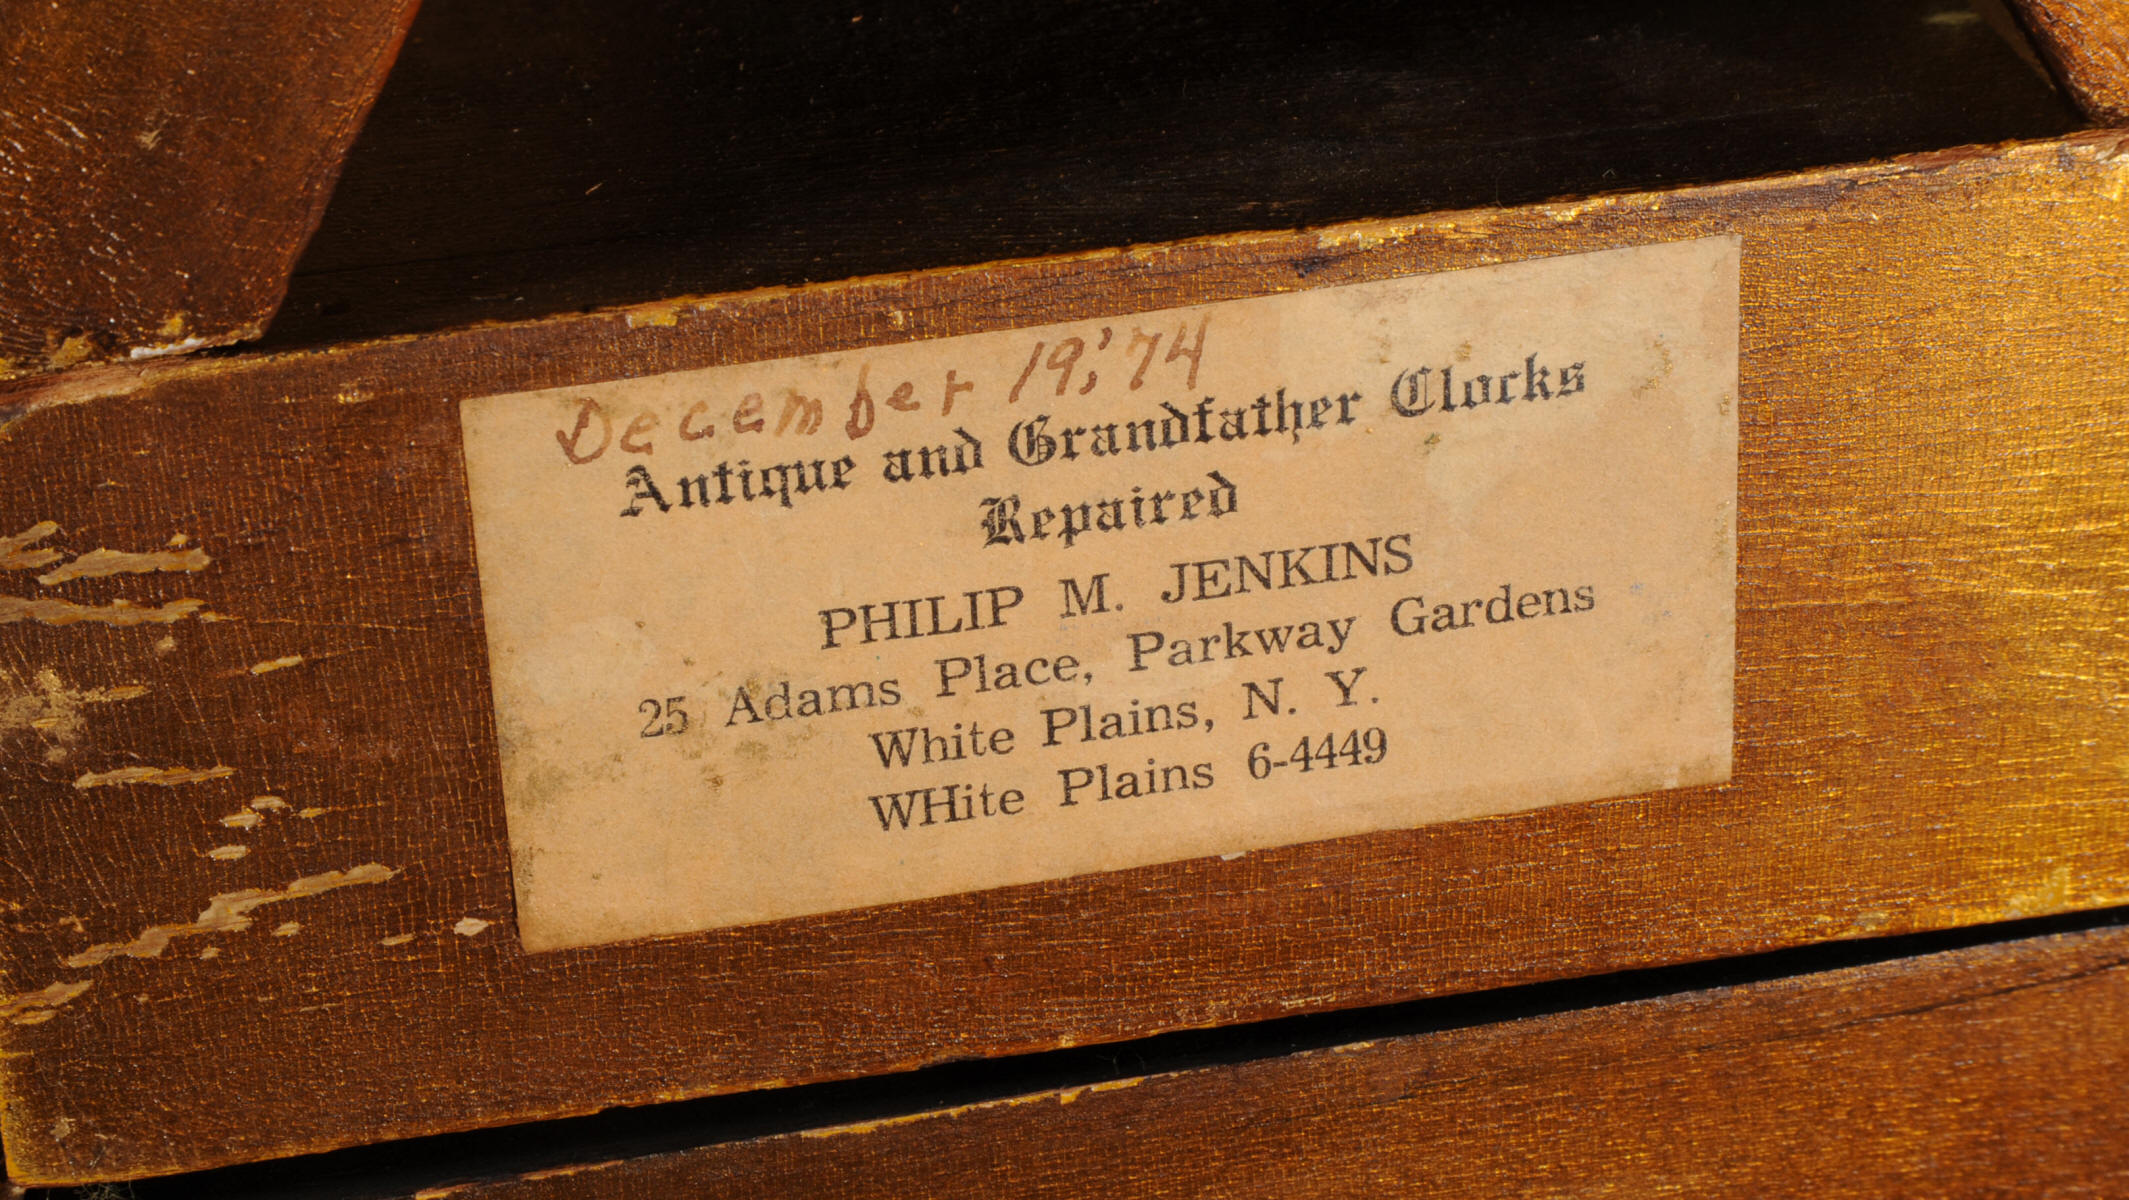 December 19,'74
Antique and Grandfather Clocks
Repaired
PHILIP M. JENKINS
25 Adams Place, Parkway Gardens
White Plains, N. Y.
WHite Plains 6-4449